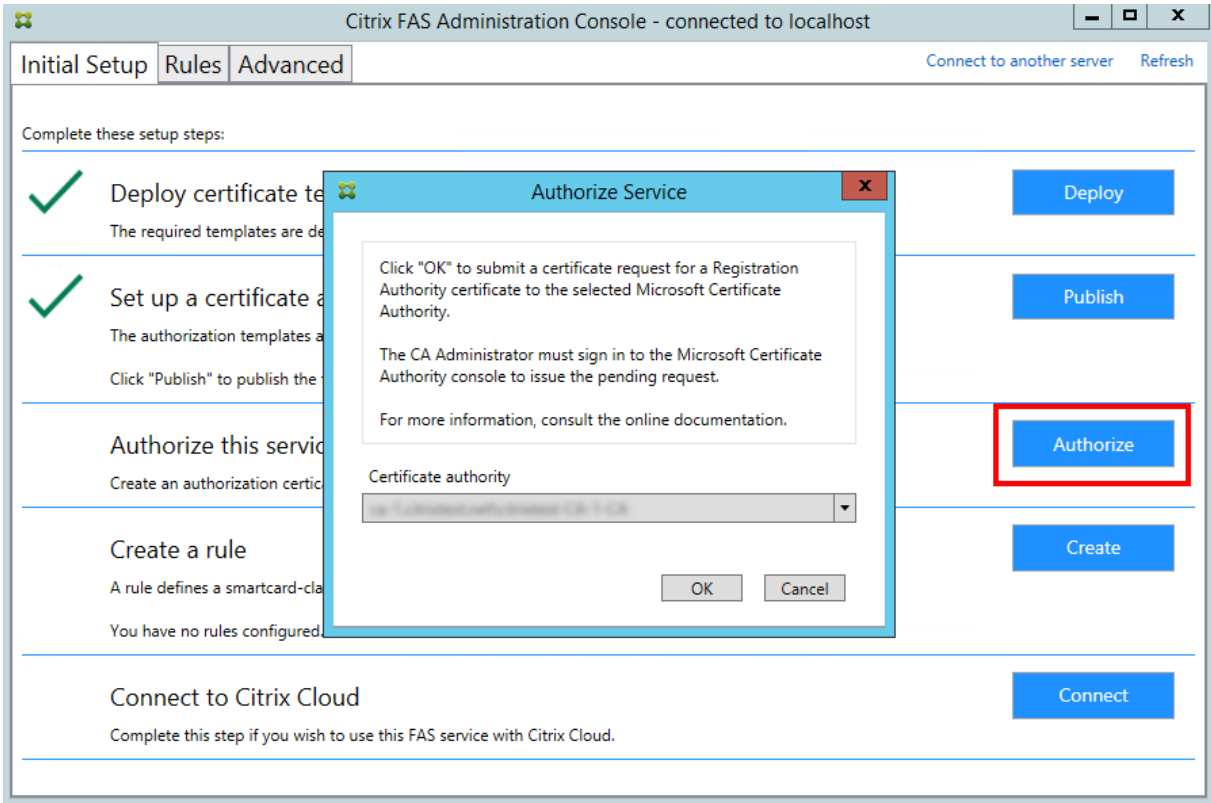 Citrix FAS Administration Console - connected to localhost
Initial Setup Rules Advanced
Connect to another server Refresh
Complete these setup steps:
Deploy certificate te
Deploy
The required templates are de
Set up a certificate a
Publish
The authorization templates a
Click "Publish" to publish the
Authorize this servic
Authorize
Create an authorization certic
Create a rule
Create
A rule defines a smartcard-cla
You have no rules configured.
Connect to Citrix Cloud
Connect
Complete this step if you wish to use this FAS service with Citrix Cloud.
Authorize Service
Click "OK" to submit a certificate request for a Registration
Authority certificate to the selected Microsoft Certificate
Authority.
The CA Administrator must sign in to the Microsoft Certificate
Authority console to issue the pending request.
For more information, consult the online documentation.
Certificate authority
OK Cancel